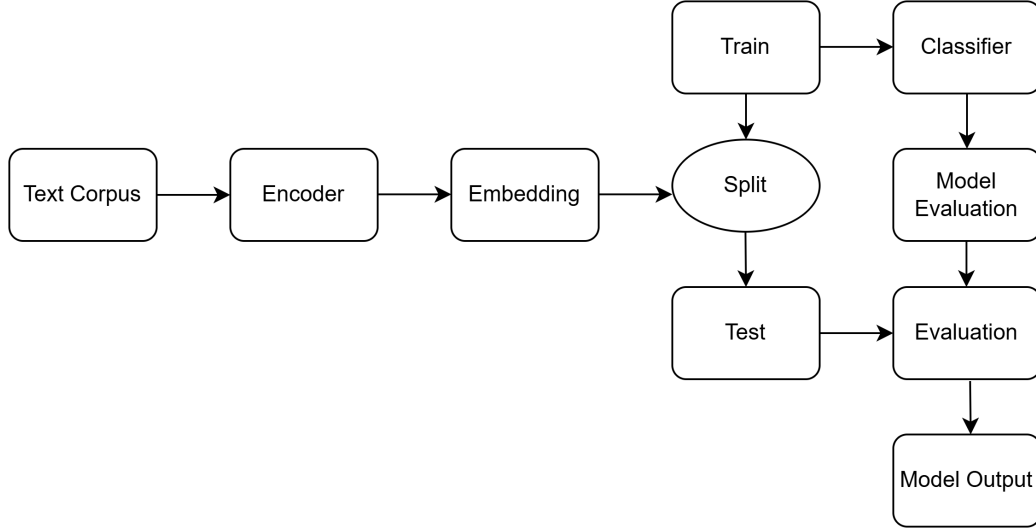 Train
Classifier
Text Corpus
Encoder
Embedding
Split
Model
Evaluation
Test
Evaluation
Model Output